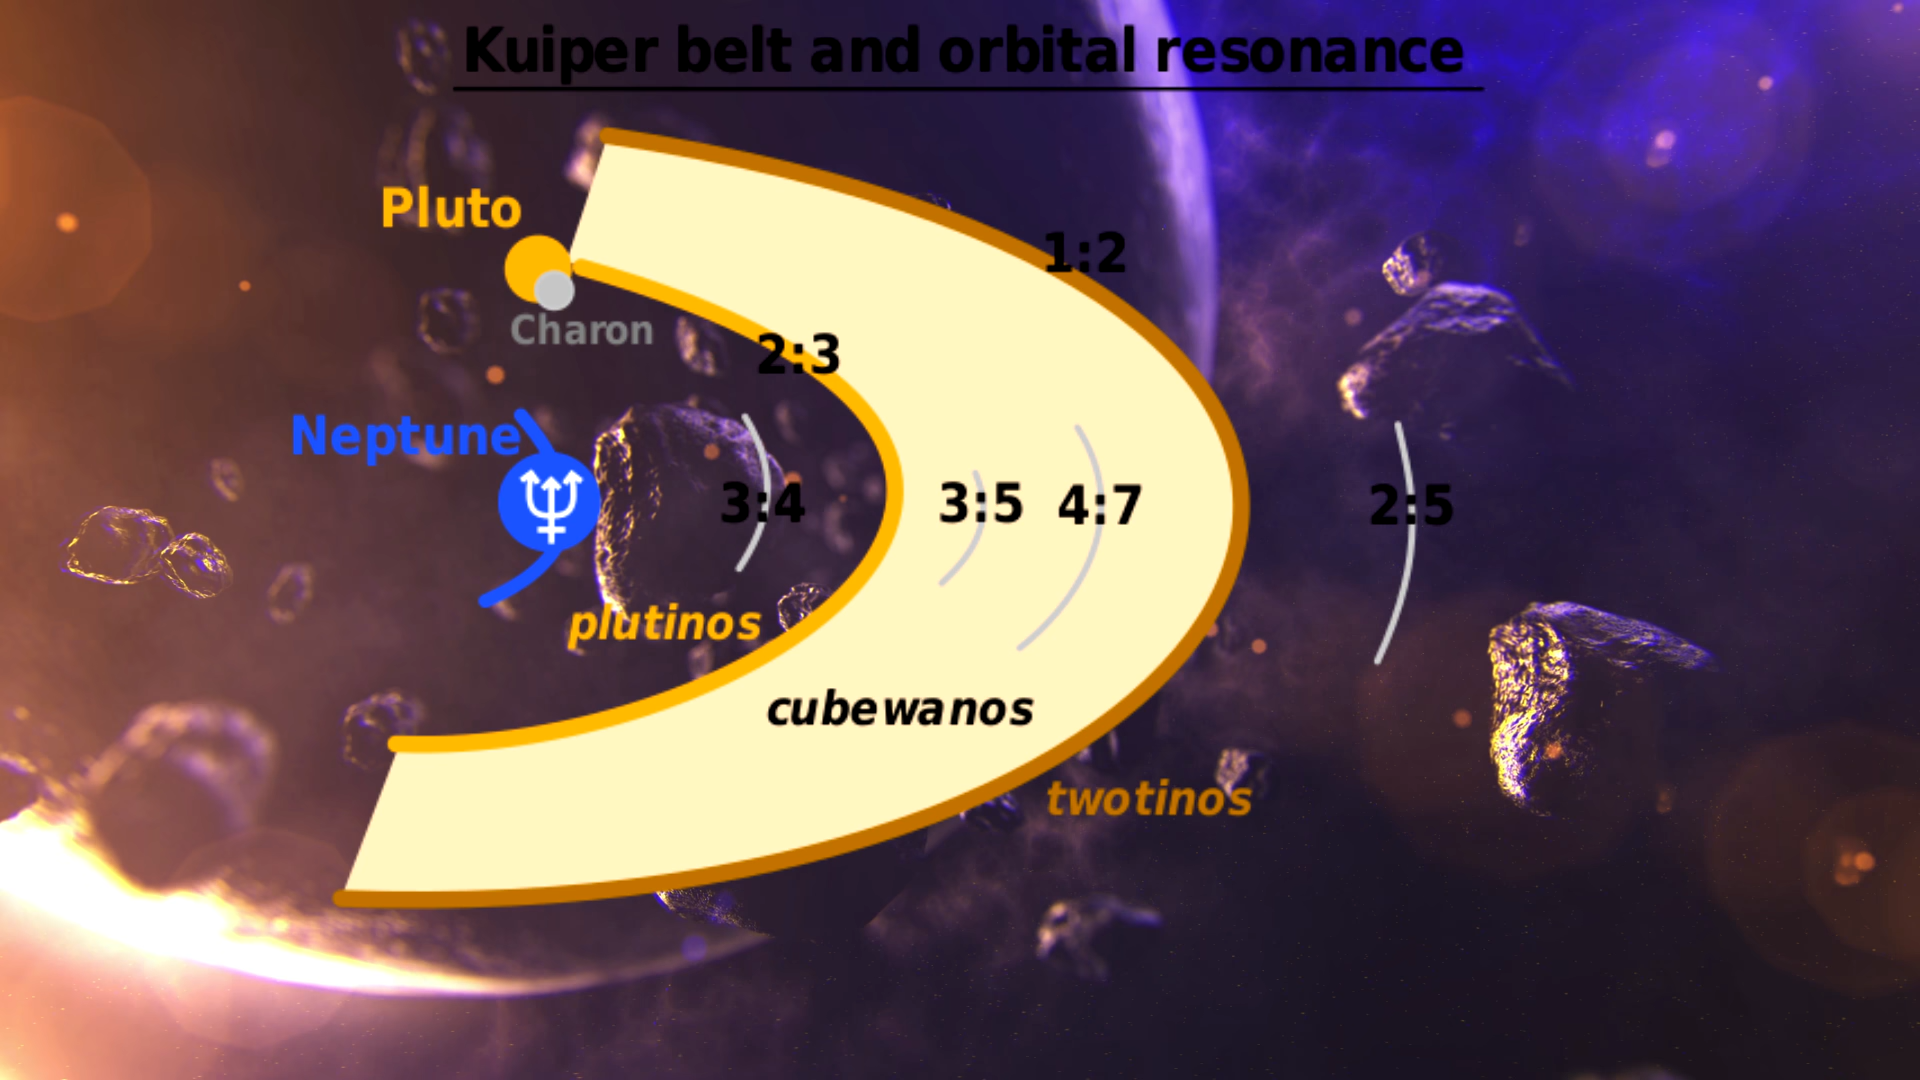 Kuiper belt and orbital resonance
Pluto
1:2
Charon
2:3
Neptune
3:4
3:5
4:7
2:5
plutinos
cubewanos
twotinos